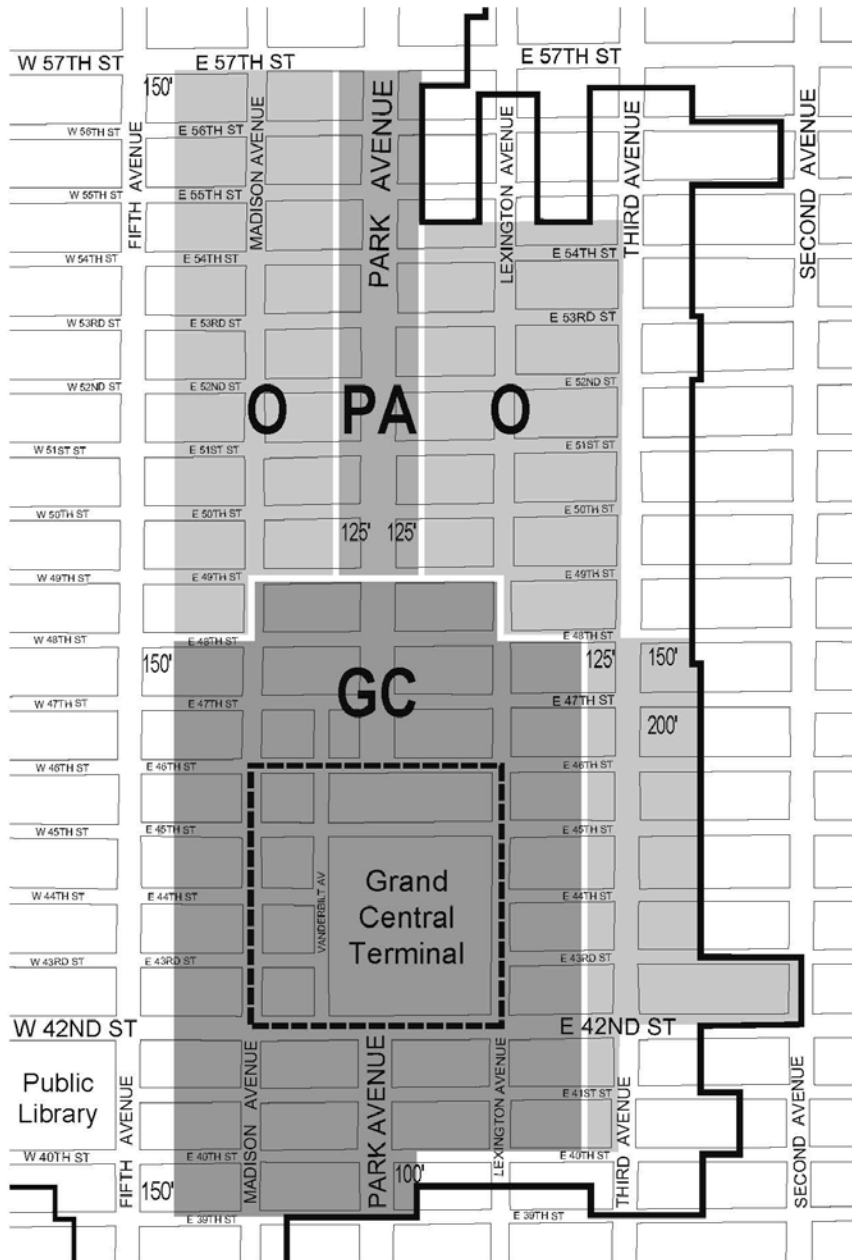 W 57TH ST
E 57TH ST
E 57TH ST
150'
FIFTH AVENUE
MADISON AVENUE
PARK AVENUE
LEXINGTON AVENUE
THIRD AVENUE
SECOND AVENUE
W 56TH ST
E 56TH ST
W 55TH ST
E 55TH ST
W 54TH ST
E 54TH ST
E 54TH ST
W 53RD ST
E 53RD ST
E 53RD ST
W 52ND ST
E 52ND ST
E 52ND ST
O
PA
O
W 51ST ST
E 51ST ST
E 51ST ST
W 50TH ST
E 50TH ST
125'
125'
E 50TH ST
W 49TH ST
E 49TH ST
E 49TH ST
W 48TH ST
E 48TH ST
E 48TH ST
150'
125'
150'
GC
W 47TH ST
E 47TH ST
E 47TH ST
200'
W 46TH ST
E 46TH ST
E 46TH ST
W 45TH ST
E 45TH ST
E 45TH ST
VANDERBILT AV
Grand
Central
Terminal
W 44TH ST
E 44TH ST
E 44TH ST
W 43RD ST
E 43RD ST
E 43RD ST
W 42ND ST
E 42ND ST
Public
Library
FIFTH AVENUE
MADISON AVENUE
PARK AVENUE
LEXINGTON AVENUE
THIRD AVENUE
SECOND AVENUE
E 41ST ST
W 40TH ST
E 40TH ST
E 40TH ST
150'
100'
E 39TH ST
E 39TH ST